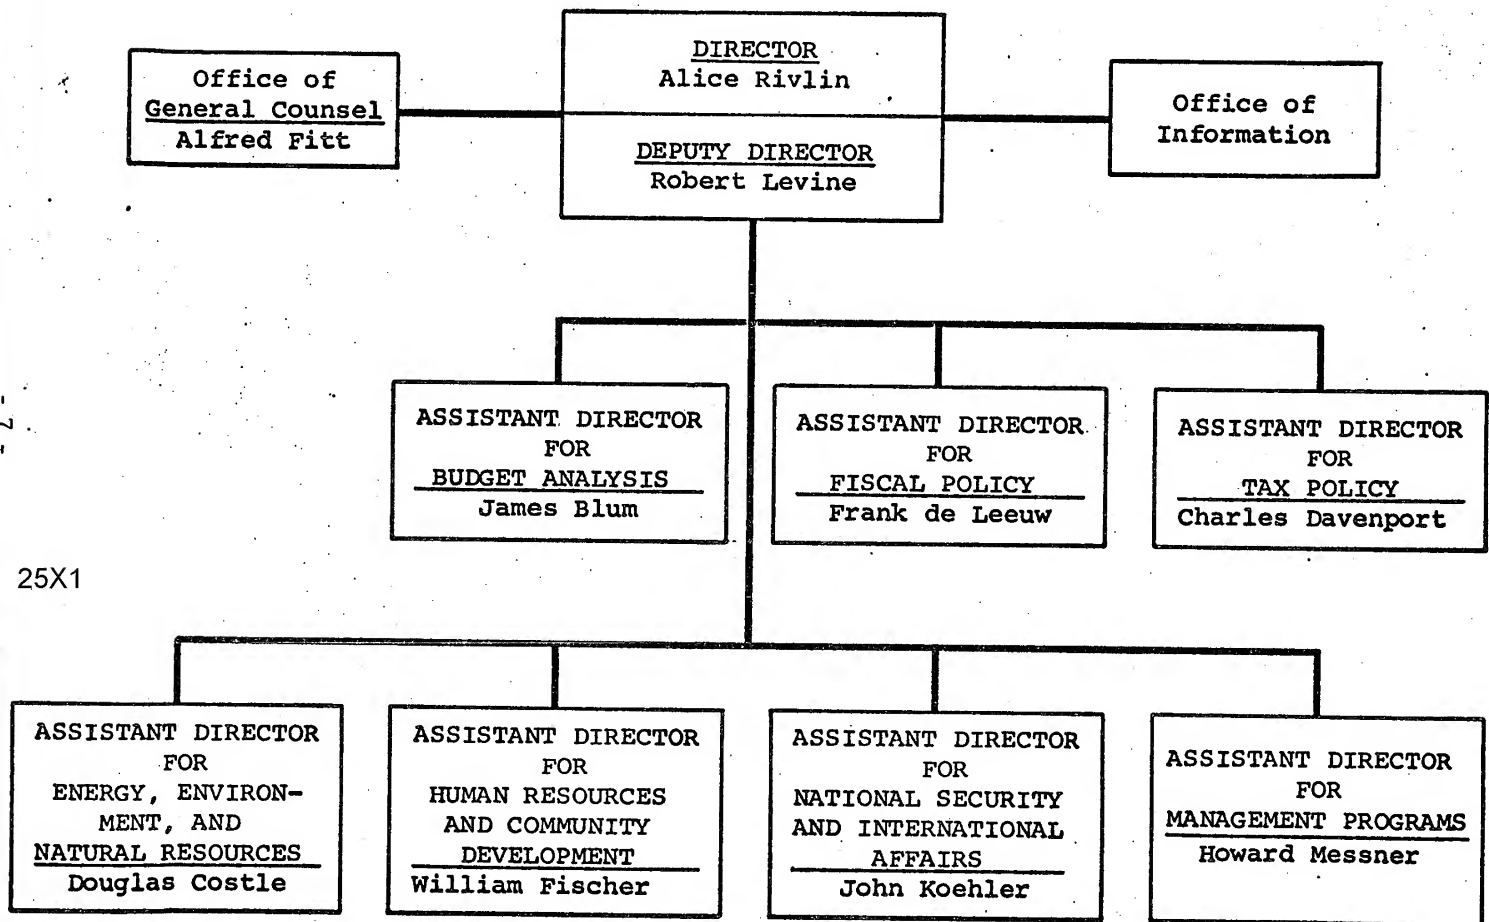 DIRECTOR
Alice Rivlin
DEPUTY DIRECTOR
Robert Levine
Office of
General Counsel
Alfred Fitt
Office of
Information
ASSISTANT DIRECTOR
FOR
BUDGET ANALYSIS
James Blum
ASSISTANT DIRECTOR
FOR
FISCAL POLICY
Frank de Leeuw
ASSISTANT DIRECTOR
FOR
TAX POLICY
Charles Davenport
- 7 -
25X1
ASSISTANT DIRECTOR
FOR
ENERGY, ENVIRON-
MENT, AND
NATURAL RESOURCES
Douglas Costle
ASSISTANT DIRECTOR
FOR
HUMAN RESOURCES
AND COMMUNITY
DEVELOPMENT
William Fischer
ASSISTANT DIRECTOR
FOR
NATIONAL SECURITY
AND INTERNATIONAL
AFFAIRS
John Koehler
ASSISTANT DIRECTOR
FOR
MANAGEMENT PROGRAMS
Howard Messner